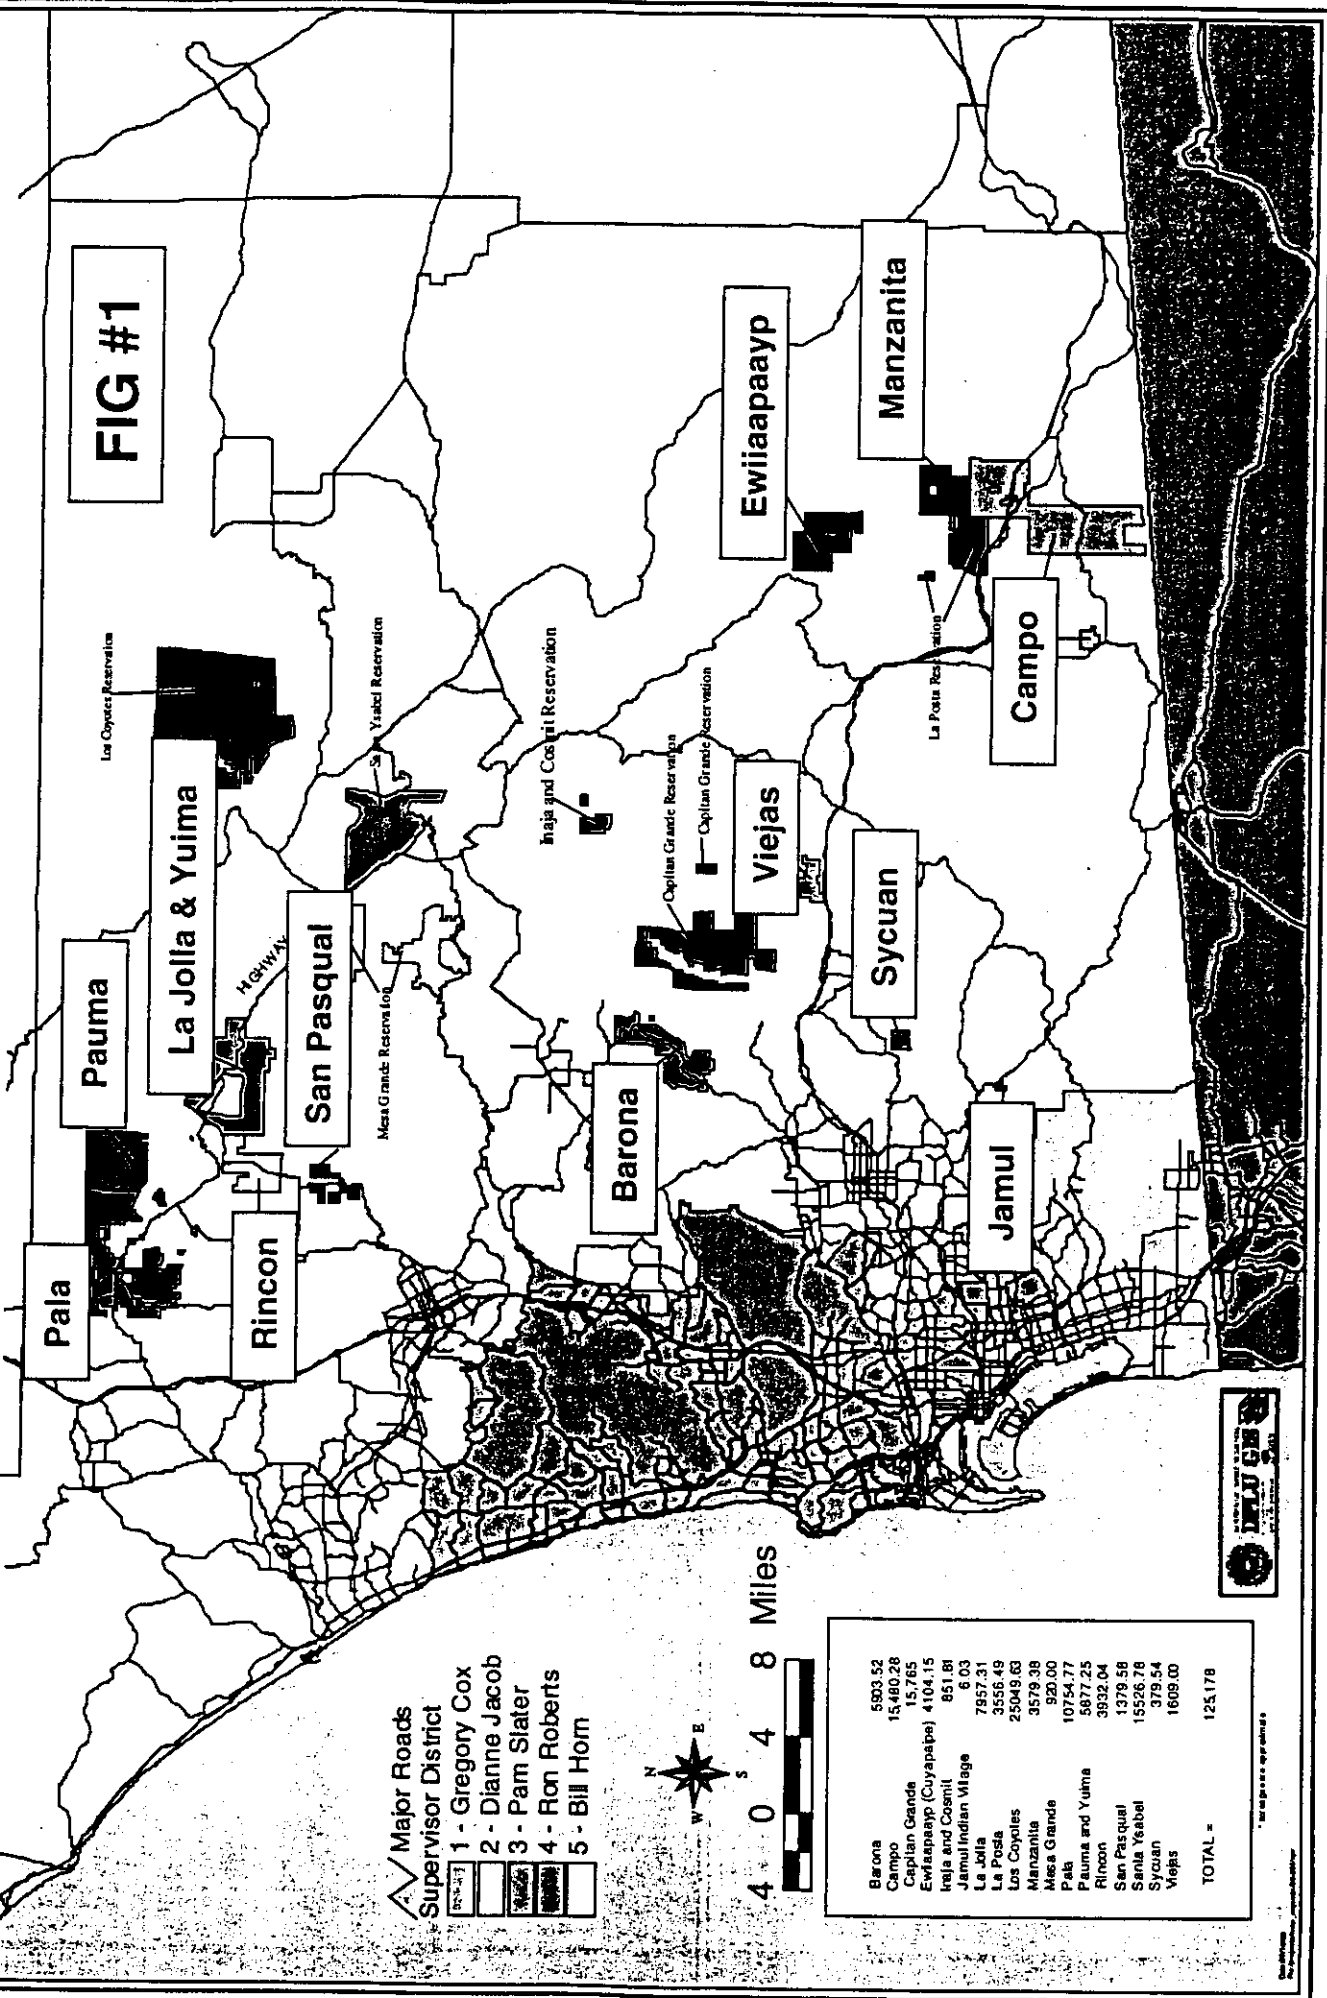 FIG #1
Pala
Pauma
La Jolla & Yuima
Los Coyotes Reservation
Rincon
San Pasqual
HIGHWAY
Mesa Grande Reservation
Ysabel Reservation
Inaja and Cosmit Reservation
Barona
Capitan Grande Reservation
Capitan Grande Reservation
Viejas
Ewiiaapaayp
Sycuan
Manzanita
La Posta Reservation
Campo
Jamul
Major Roads
Supervisor District
1 - Gregory Cox
2 - Dianne Jacob
3 - Pam Slater
4 - Ron Roberts
5 - Bill Horn
N
W E
S
4 0 4 8 Miles
Barona 5903.52
Campo 15,480.28
Capitan Grande 15,765
Ewiiaapaayp (Cuyapaipe) 4104.15
Inaja and Cosmit 851.81
Jamul Indian Village 6.03
La Jolla 7957.31
La Posta 3556.49
Los Coyotes 25049.63
Manzanita 3579.38
Mesa Grande 920.00
Pala 10754.77
Pauma and Yuima 5877.25
Rincon 3932.04
San Pasqual 1379.58
Santa Ysabel 15526.78
Sycuan 379.54
Viejas 1609.00
TOTAL = 125,178
DPLU GIS